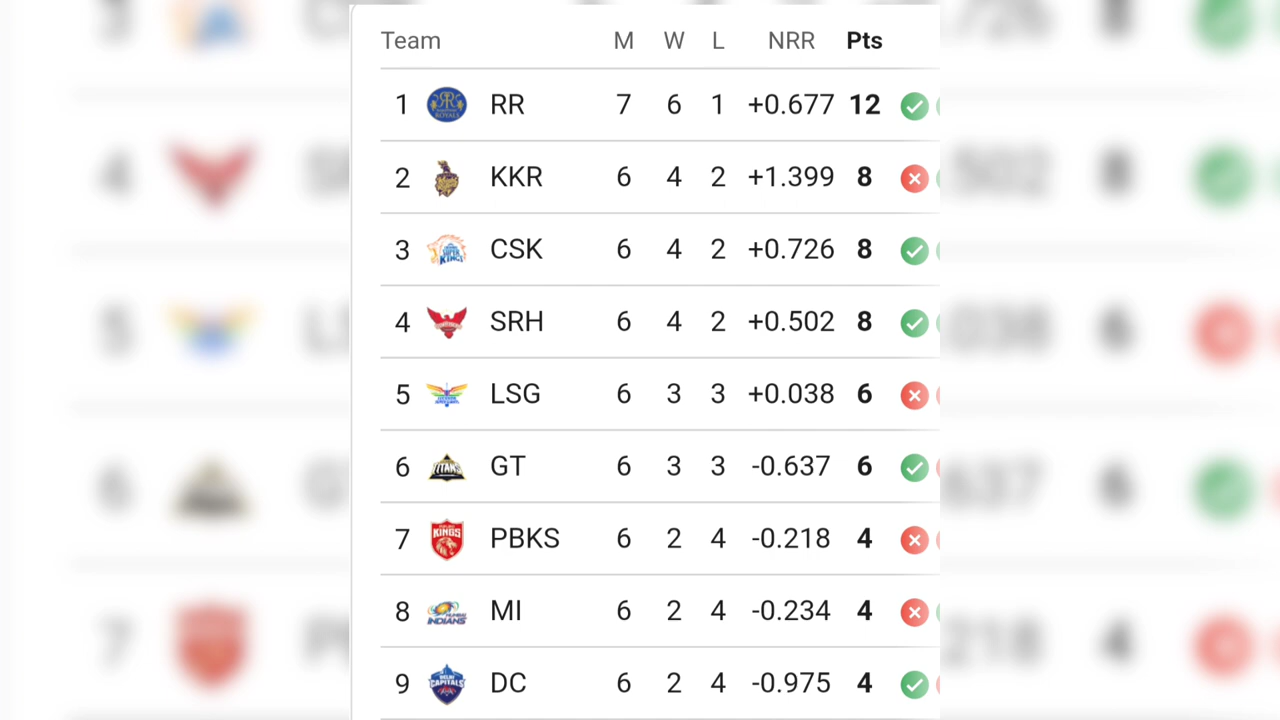 Team M W L NRR Pts
1 RR 7 6 1 +0.677 12
2 KKR 6 4 2 +1.399 8
3 CSK 6 4 2 +0.726 8
4 SRH 6 4 2 +0.502 8
5 LSG 6 3 3 +0.038 6
6 GT 6 3 3 -0.637 6
7 PBKS 6 2 4 -0.218 4
8 MI 6 2 4 -0.234 4
9 DC 6 2 4 -0.975 4